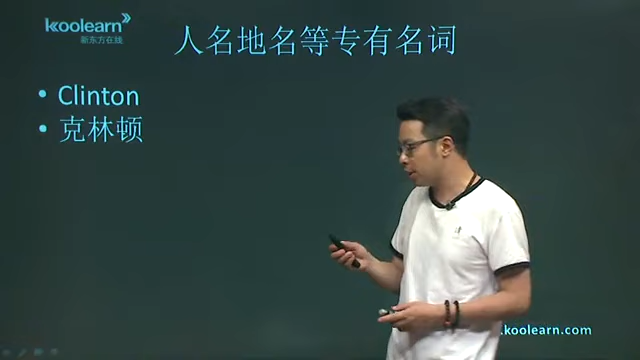 koolearn
新东方在线
人名地名等专有名词
• Clinton
• 克林顿
.koolearn.com